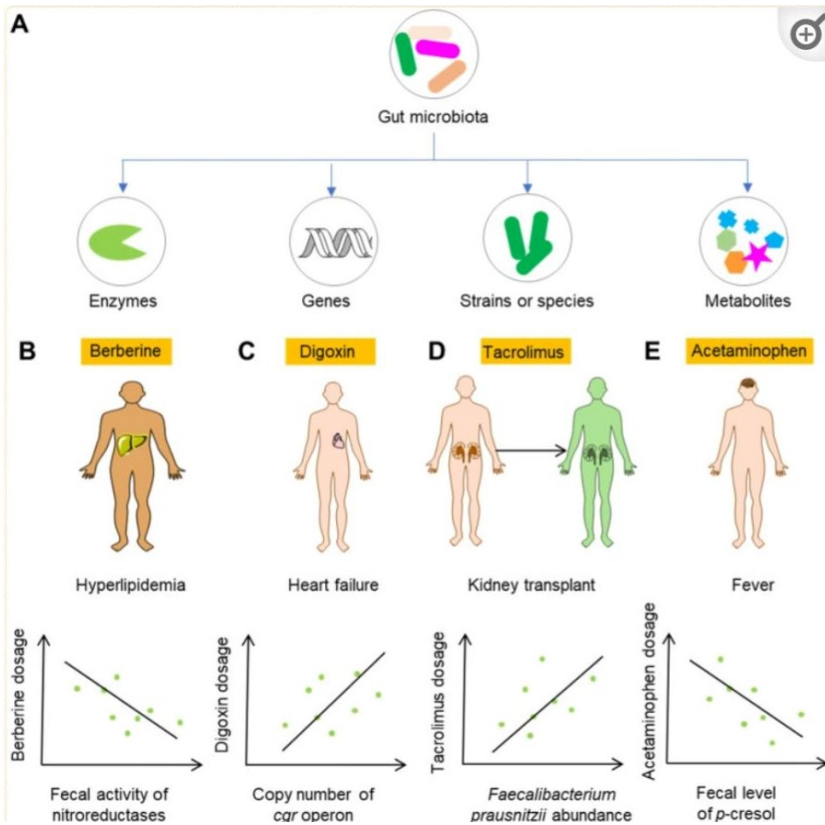 A
Gut microbiota
Enzymes
Genes
Strains or species
Metabolites
B
Berberine
C
Digoxin
D
Tacrolimus
E
Acetaminophen
Hyperlipidemia
Heart failure
Kidney transplant
Fever
Berberine dosage
Fecal activity of
nitroreductases
Digoxin dosage
Copy number of
cgr operon
Tacrolimus dosage
Faecalibacterium
prausnitzii abundance
Acetaminophen dosage
Fecal level
of p-cresol